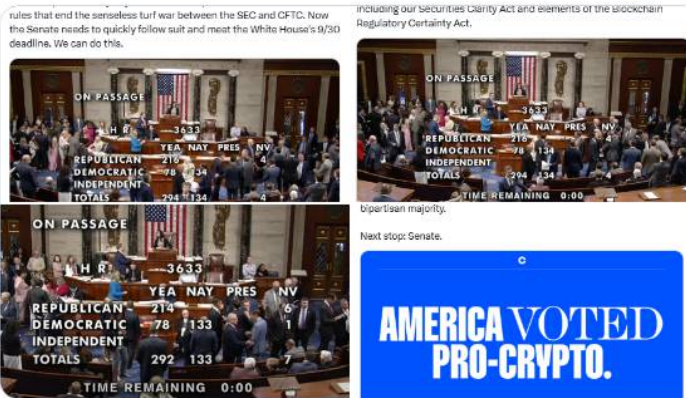 rules that end the senseless turf war between the SEC and CFTC. Now
the Senate needs to quickly follow suit and meet the White House's 9/30
deadline. We can do this.
ON PASSAGE
H R 3633
YEA NAY PRES NV
REPUBLICAN 216 4
DEMOCRATIC 78 134
INDEPENDENT
TOTALS 294 134 4
including our Securities Clarity Act and elements of the Blockchain
Regulatory Certainty Act.
ON PASSAGE
H R 3633
YEA NAY PRES NV
REPUBLICAN 216 4
DEMOCRATIC 78 134
INDEPENDENT
TOTALS 294 134 4
TIME REMAINING 0:00
ON PASSAGE
H R 3633
YEA NAY PRES NV
REPUBLICAN 214 6
DEMOCRATIC 78 133 1
INDEPENDENT
TOTALS 292 133 7
TIME REMAINING 0:00
bipartisan majority.
Next stop: Senate.
AMERICA VOTED
PRO-CRYPTO.